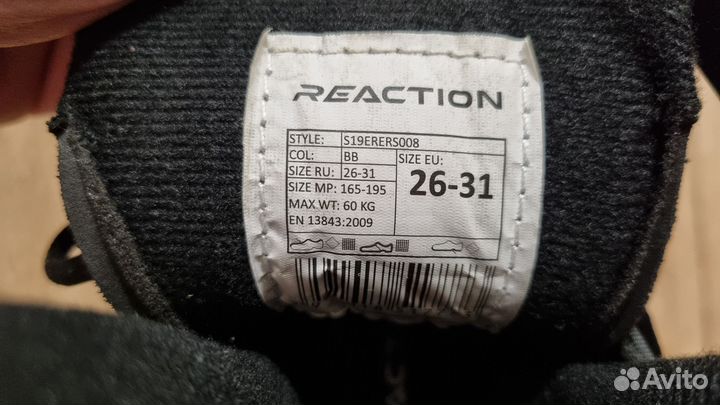 REACTION
STYLE: S19ERERS008
COL: BB
SIZE RU: 26-31
SIZE MP: 165-195
MAX WT: 60 KG
EN 13843:2009
SIZE EU:
26-31
Avito